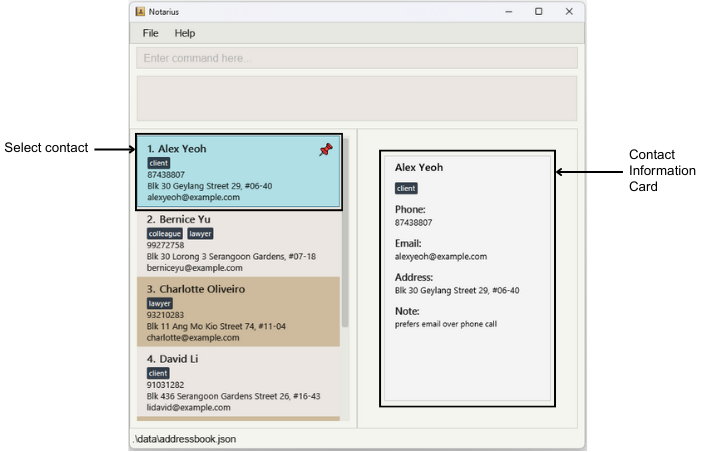 Notarius
File Help
Enter command here...
Select contact
1. Alex Yeoh
client
87438807
Blk 30 Geylang Street 29, #06-40
alexyeoh@example.com
2. Bernice Yu
colleague lawyer
99272758
Blk 30 Lorong 3 Serangoon Gardens, #07-18
berniceyu@example.com
3. Charlotte Oliveiro
lawyer
93210283
Blk 11 Ang Mo Kio Street 74, #11-04
charlotte@example.com
4. David Li
client
91031282
Blk 436 Serangoon Gardens Street 26, #16-43
lidavid@example.com
Alex Yeoh
client
Phone:
87438807
Email:
alexyeoh@example.com
Address:
Blk 30 Geylang Street 29, #06-40
Note:
prefers email over phone call
Contact
Information
Card
.\data\addressbook.json